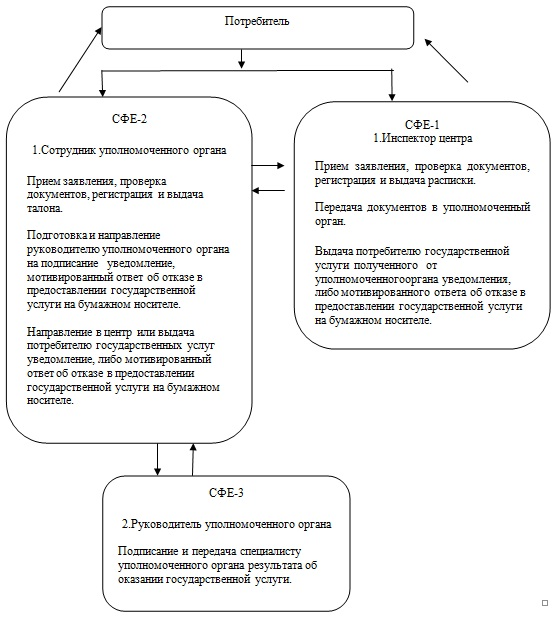 Потребитель
СФЕ-2
1.Сотрудник уполномоченного органа
Прием заявления, проверка
документов, регистрация и выдача
талона.
Подготовка и направление
руководителю уполномоченного органа
на подписание уведомление,
мотивированный ответ об отказе в
предоставлении государственной
услуги на бумажном носителе.
Направление в центр или выдача
потребителю государственных услуг
уведомление, либо мотивированный
ответ об отказе в предоставлении
государственной услуги на бумажном
носителе.
СФЕ-1
1.Инспектор центра
Прием заявления, проверка документов,
регистрация и выдача расписки.
Передача документов в уполномоченный
орган.
Выдача потребителю государственной
услуги полученного от
уполномоченногооргана уведомления,
либо мотивированного ответа об отказе в
предоставлении государственной услуги
на бумажном носителе.
СФЕ-3
2.Руководитель уполномоченного органа
Подписание и передача специалисту
уполномоченного органа результата об
оказании государственной услуги.